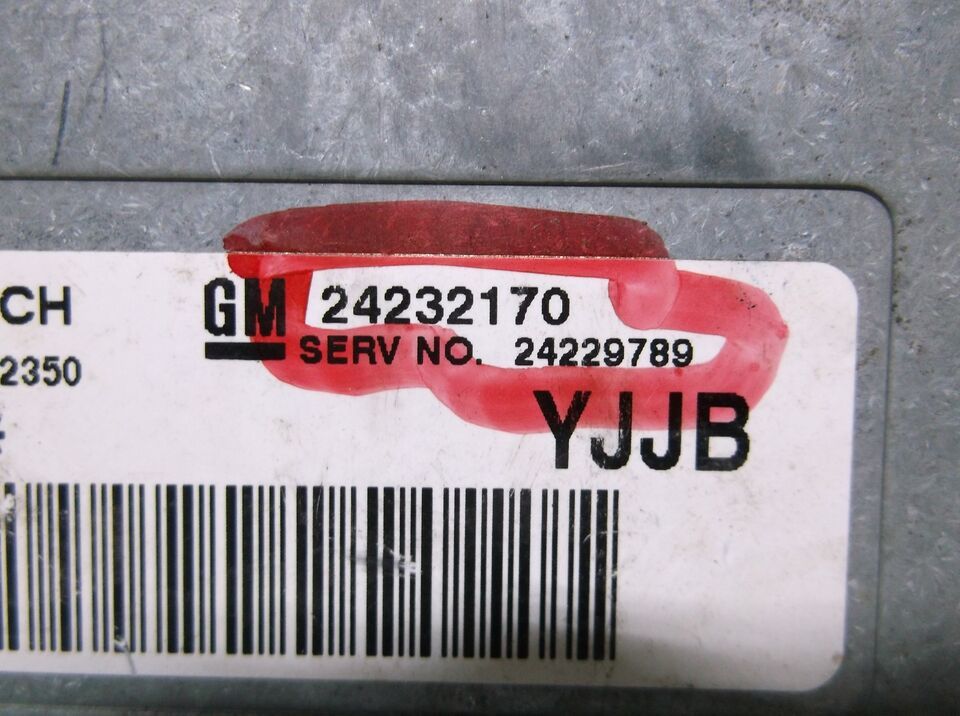 CH GM 24232170
2350 SERV NO. 24229789
YJJB